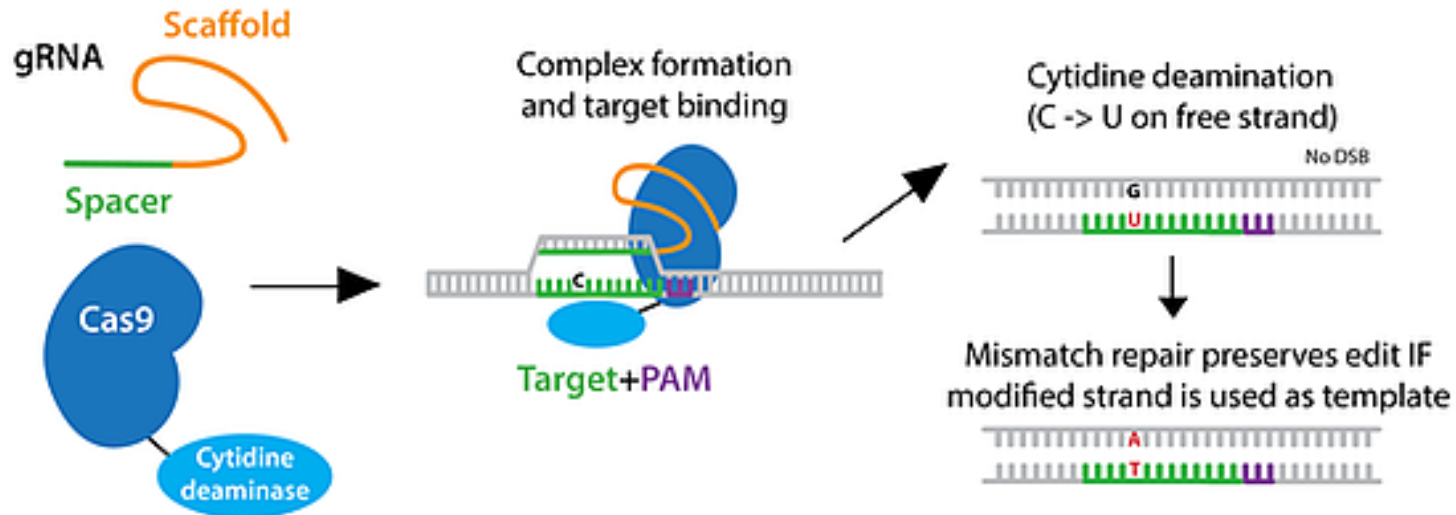 gRNA
Scaffold
Spacer
Cas9
Cytidine
deaminase
Complex formation
and target binding
C
Target+PAM
Cytidine deamination
(C -> U on free strand)
No DSB
G
U
Mismatch repair preserves edit IF
modified strand is used as template
A
T